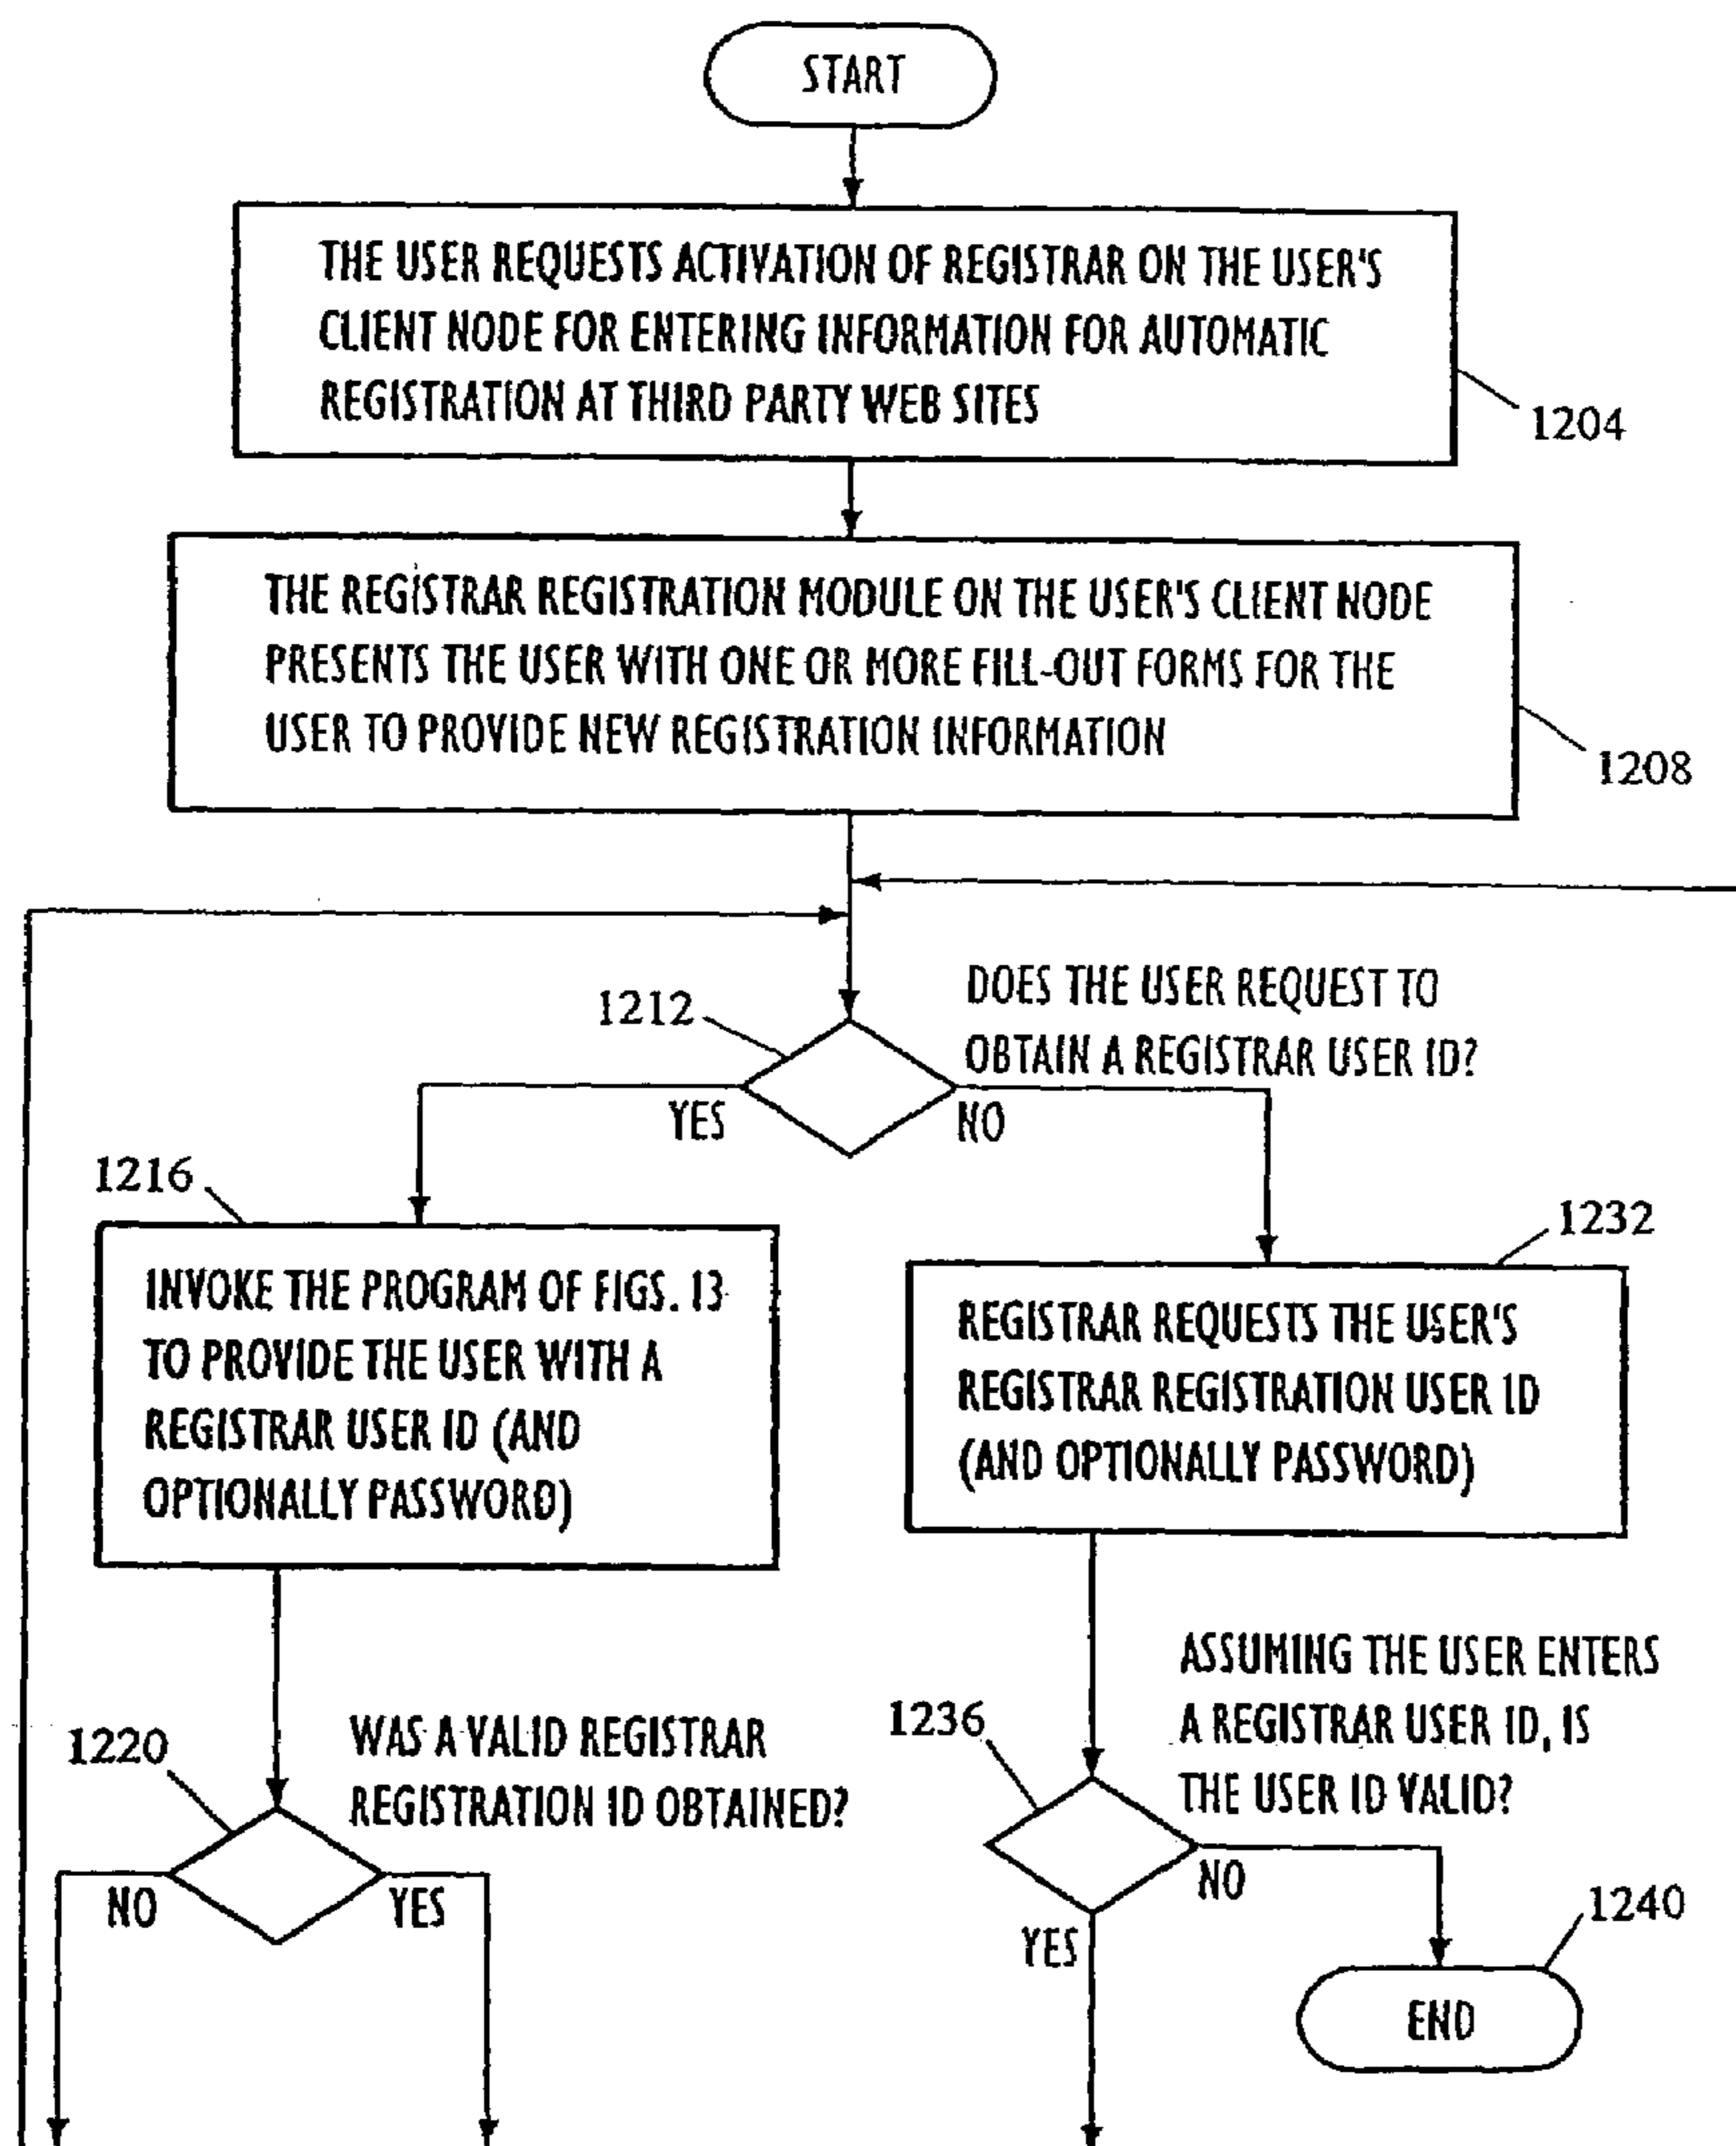 START
THE USER REQUESTS ACTIVATION OF REGISTRAR ON THE USER'S
CLIENT NODE FOR ENTERING INFORMATION FOR AUTOMATIC
REGISTRATION AT THIRD PARTY WEB SITES
1204
THE REGISTRAR REGISTRATION MODULE ON THE USER'S CLIENT NODE
PRESENTS THE USER WITH ONE OR MORE FILL-OUT FORMS FOR THE
USER TO PROVIDE NEW REGISTRATION INFORMATION
1208
1212
DOES THE USER REQUEST TO
OBTAIN A REGISTRAR USER ID?
YES
NO
1216
INVOKE THE PROGRAM OF FIGS. 13
TO PROVIDE THE USER WITH A
REGISTRAR USER ID (AND
OPTIONALLY PASSWORD)
1232
REGISTRAR REQUESTS THE USER'S
REGISTRAR REGISTRATION USER ID
(AND OPTIONALLY PASSWORD)
1220
WAS A VALID REGISTRAR
REGISTRATION ID OBTAINED?
NO
YES
1236
ASSUMING THE USER ENTERS
A REGISTRAR USER ID, IS
THE USER ID VALID?
NO
YES
1240
END